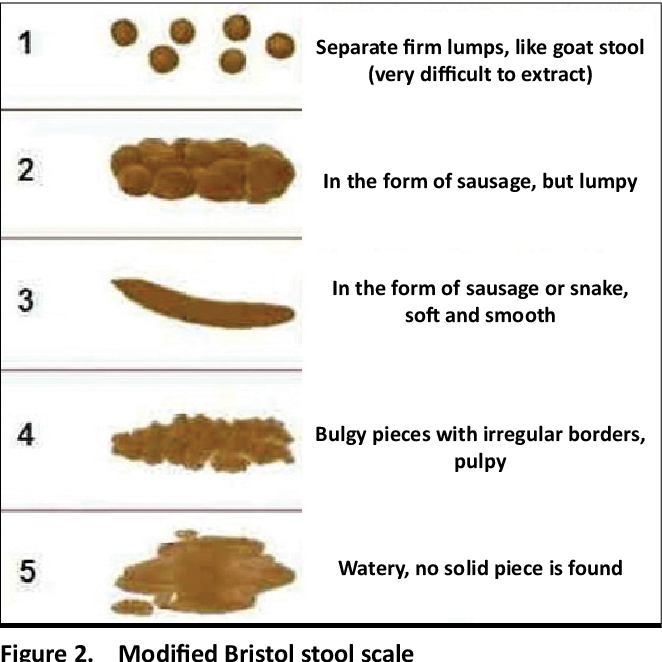 1
Separate firm lumps, like goat stool
(very difficult to extract)
2
In the form of sausage, but lumpy
3
In the form of sausage or snake,
soft and smooth
4
Bulgy pieces with irregular borders,
pulpy
5
Watery, no solid piece is found
Figure 2. Modified Bristol stool scale